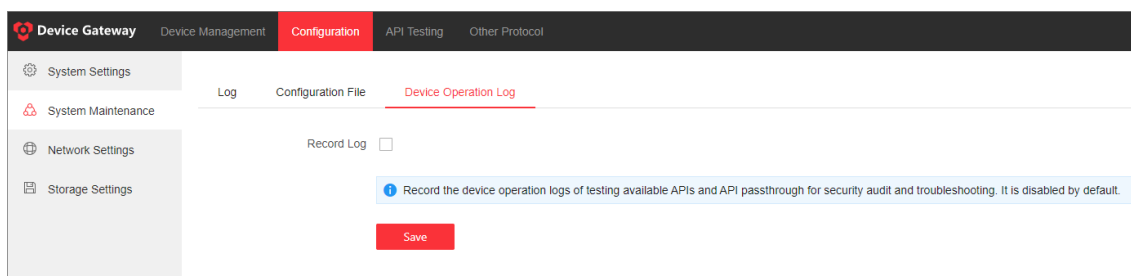 Device Gateway Device Management Configuration API Testing Other Protocol
System Settings
Log Configuration File Device Operation Log
System Maintenance
Record Log
Network Settings
Storage Settings
Record the device operation logs of testing available APIs and API passthrough for security audit and troubleshooting. It is disabled by default.
Save